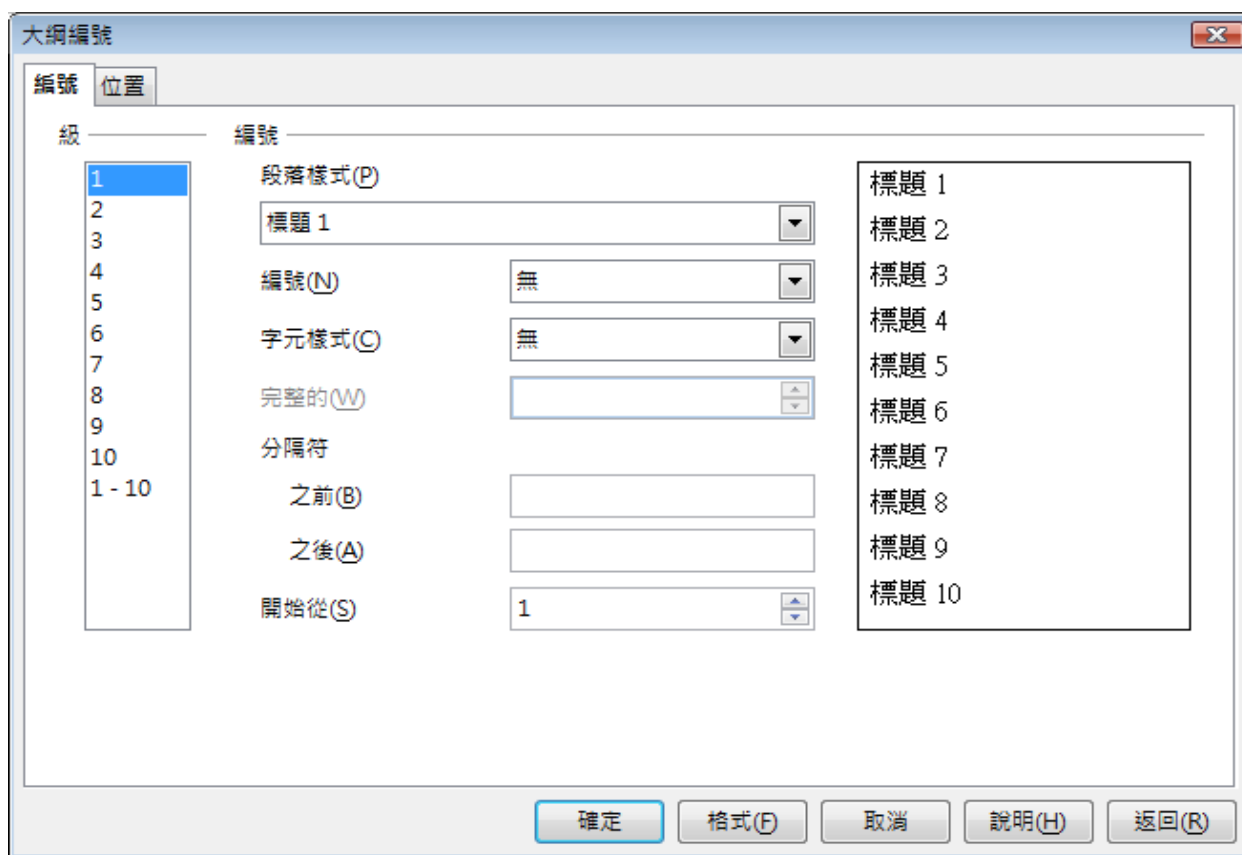 大綱編號
編號 位置
級 編號
1
2
3
4
5
6
7
8
9
10
1 - 10
段落樣式(P)
標題 1
編號(N) 無
字元樣式(C) 無
完整的(W)
分隔符
之前(B)
之後(A)
開始從(S) 1
標題 1
標題 2
標題 3
標題 4
標題 5
標題 6
標題 7
標題 8
標題 9
標題 10
確定 格式(F) 取消 說明(H) 返回(R)